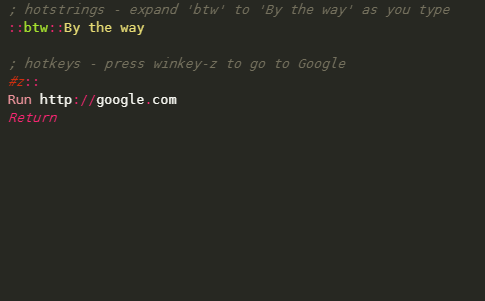 ; hotstrings - expand 'btw' to 'By the way' as you type
::btw::By the way
; hotkeys - press winkey-z to go to Google
#z::
Run http://google.com
Return